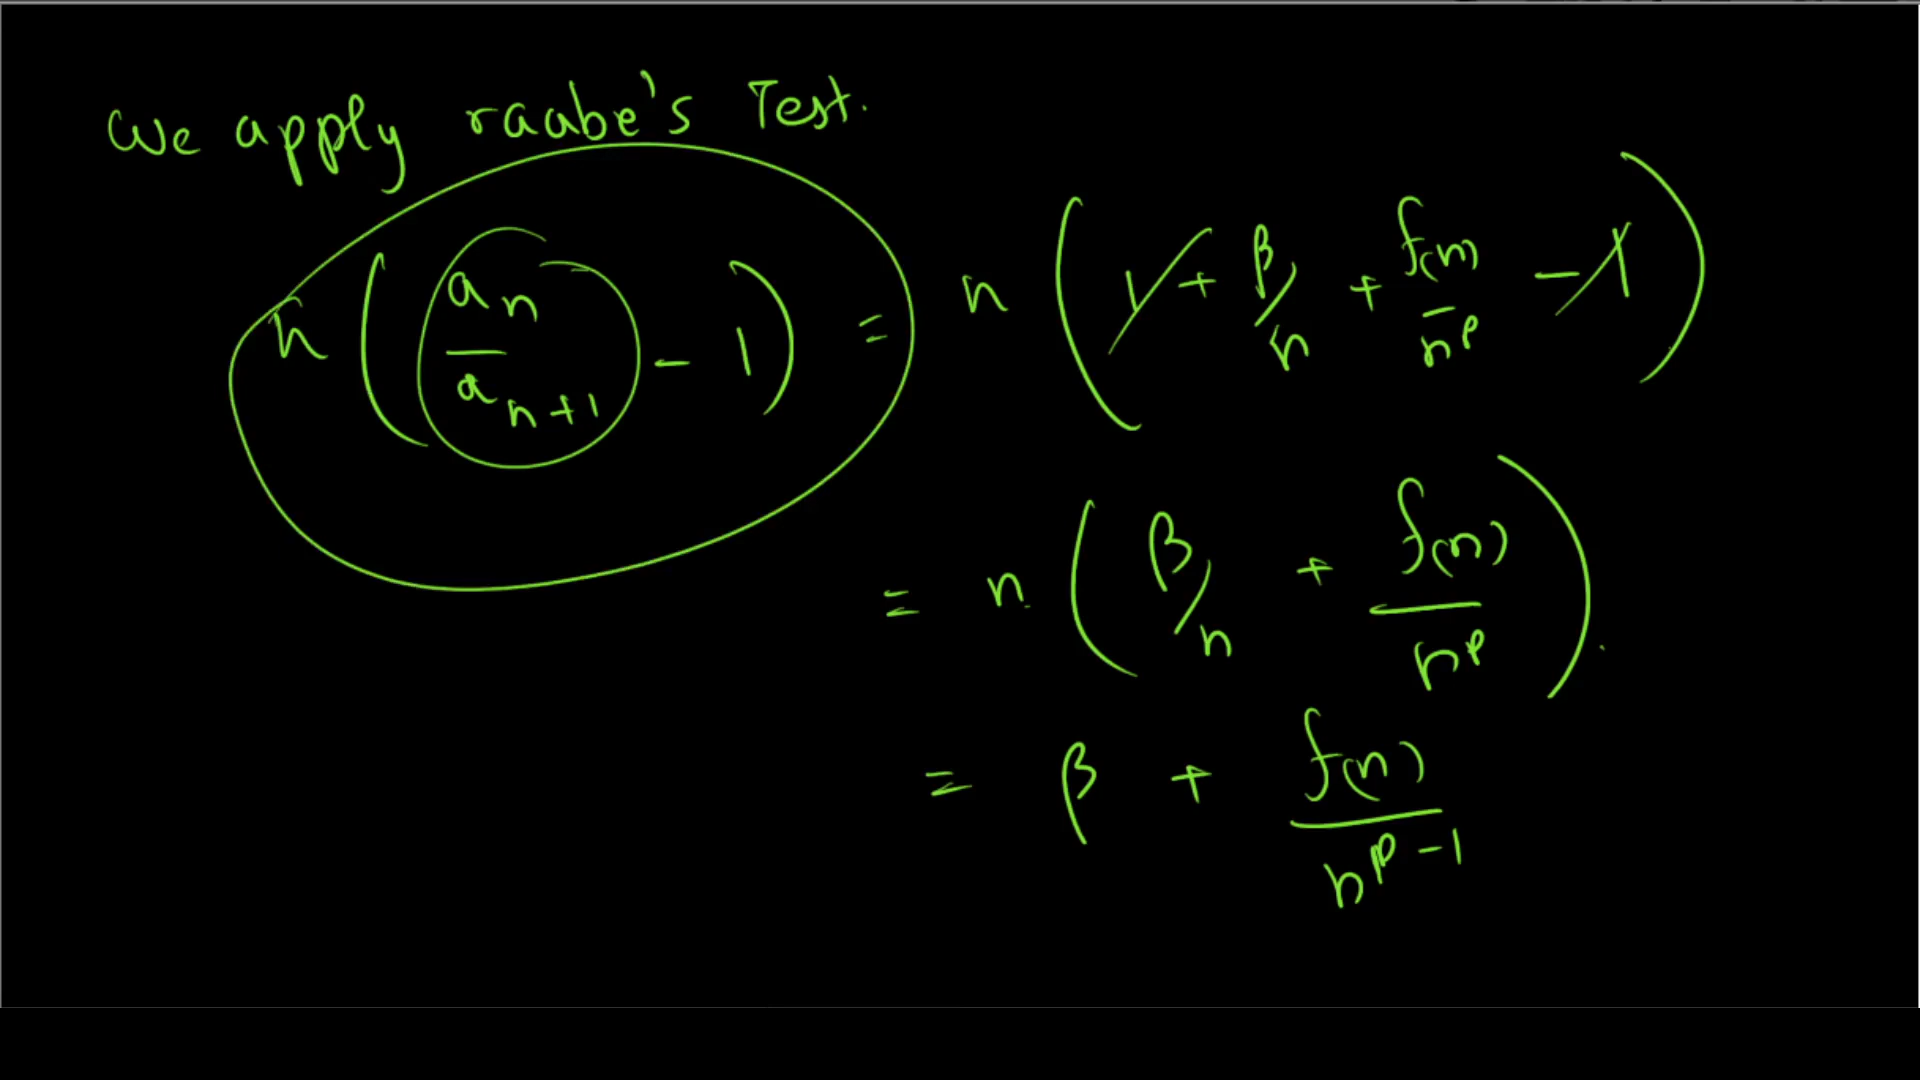 We apply raabe's Test.
n ( a_n / a_{n+1} - 1 ) = n ( 1 + β/n + f(n)/n^p - 1 )
= n ( β/n + f(n)/n^p ).
= β + f(n)/n^{p-1}